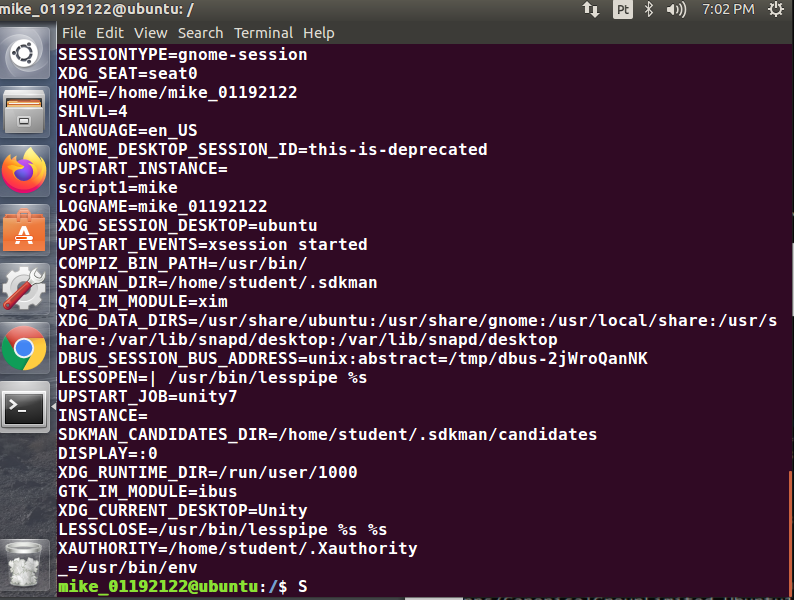 mike_01192122@ubuntu: /
Pt
7:02 PM
File Edit View Search Terminal Help
SESSIONTYPE=gnome-session
XDG_SEAT=seat0
HOME=/home/mike_01192122
SHLVL=4
LANGUAGE=en_US
GNOME_DESKTOP_SESSION_ID=this-is-deprecated
UPSTART_INSTANCE=
script1=mike
LOGNAME=mike_01192122
XDG_SESSION_DESKTOP=ubuntu
UPSTART_EVENTS=xsession started
COMPIZ_BIN_PATH=/usr/bin/
SDKMAN_DIR=/home/student/.sdkman
QT4_IM_MODULE=xim
XDG_DATA_DIRS=/usr/share/ubuntu:/usr/share/gnome:/usr/local/share:/usr/s
hare:/var/lib/snapd/desktop:/var/lib/snapd/desktop
DBUS_SESSION_BUS_ADDRESS=unix:abstract=/tmp/dbus-2jWroQanNK
LESSOPEN=| /usr/bin/lesspipe %s
UPSTART_JOB=unity7
INSTANCE=
SDKMAN_CANDIDATES_DIR=/home/student/.sdkman/candidates
DISPLAY=:0
XDG_RUNTIME_DIR=/run/user/1000
GTK_IM_MODULE=ibus
XDG_CURRENT_DESKTOP=Unity
LESSCLOSE=/usr/bin/lesspipe %s %s
XAUTHORITY=/home/student/.Xauthority
_=/usr/bin/env
mike_01192122@ubuntu:/$ S